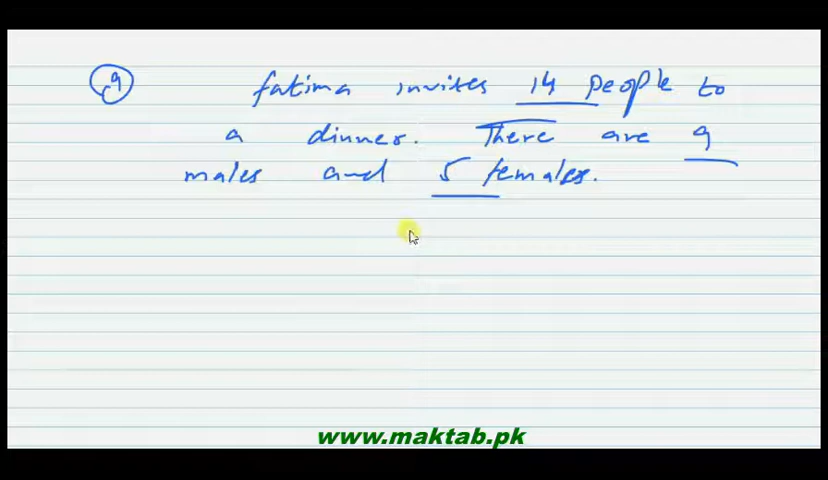 9 fatima invites 14 people to
a dinner. There are 9
males and 5 females.
www.maktab.pk